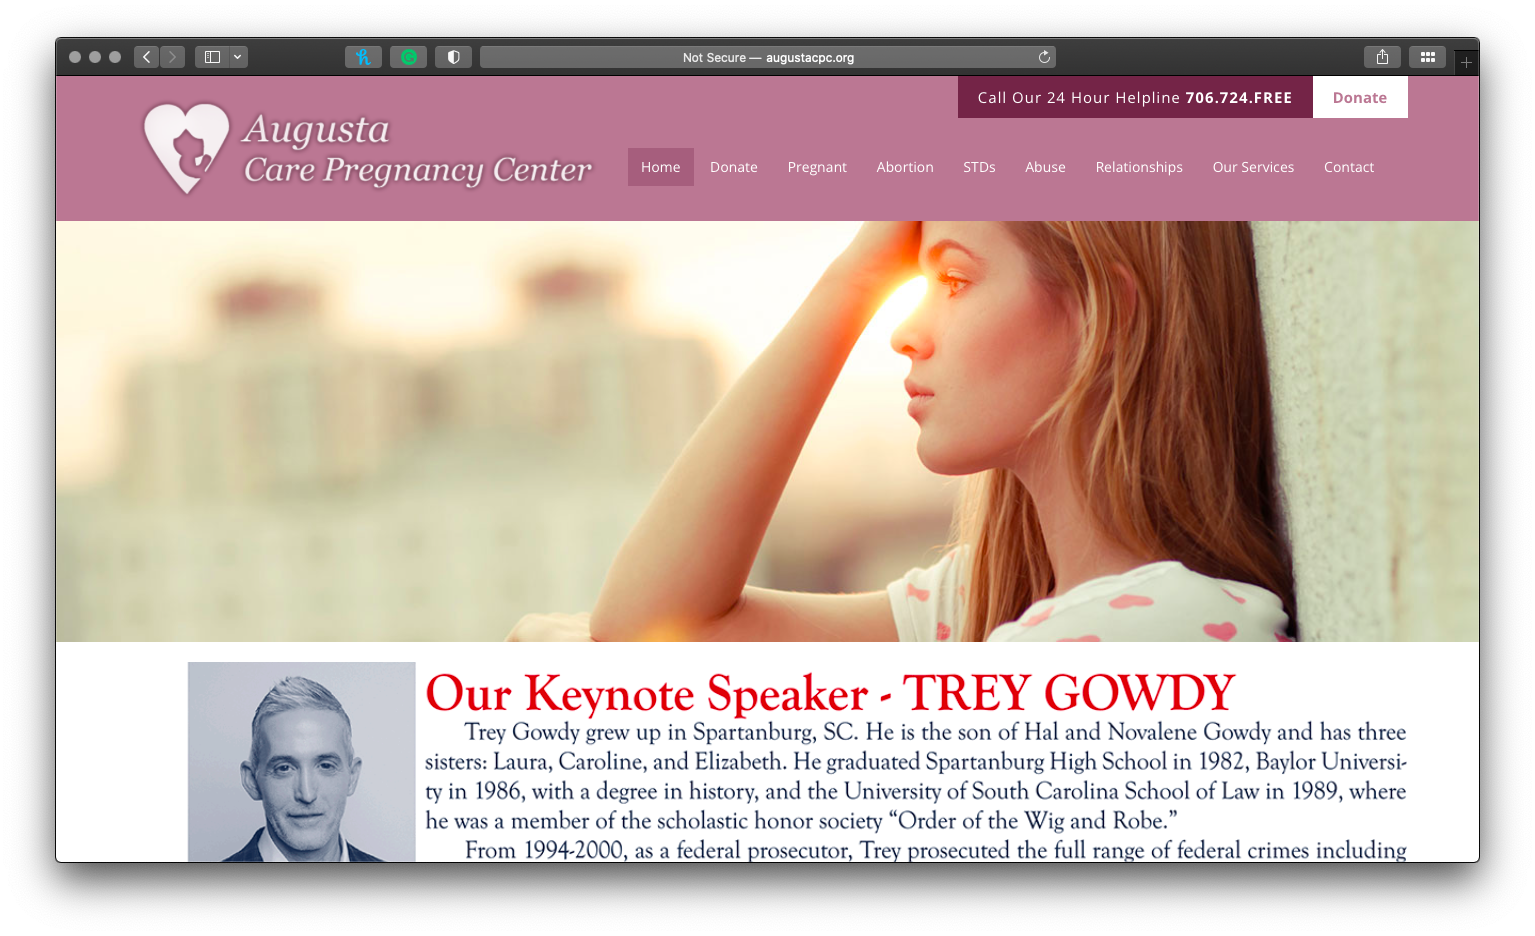 Not Secure — augustacpc.org
Call Our 24 Hour Helpline 706.724.FREE
Donate
Augusta
Care Pregnancy Center
Home Donate Pregnant Abortion STDs Abuse Relationships Our Services Contact
Our Keynote Speaker - TREY GOWDY
Trey Gowdy grew up in Spartanburg, SC. He is the son of Hal and Novalene Gowdy and has three
sisters: Laura, Caroline, and Elizabeth. He graduated Spartanburg High School in 1982, Baylor Universi-
ty in 1986, with a degree in history, and the University of South Carolina School of Law in 1989, where
he was a member of the scholastic honor society “Order of the Wig and Robe.”
From 1994-2000, as a federal prosecutor, Trey prosecuted the full range of federal crimes including